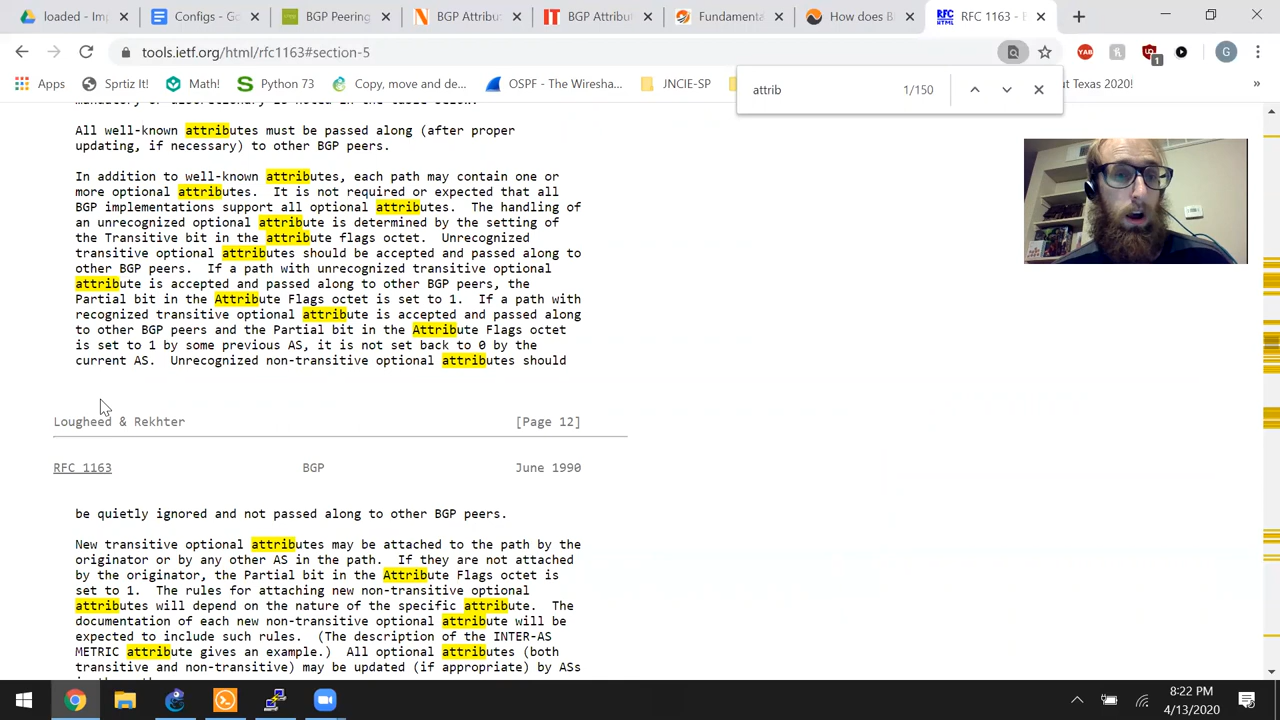 loaded - Imp
Configs - Go
BGP Peering
BGP Attribut
BGP Attribut
Fundamenta
How does B
RFC 1163 - B
tools.ietf.org/html/rfc1163#section-5
Apps
Sprtiz It!
Math!
Python 73
Copy, move and de...
OSPF - The Wiresha...
JNCIE-SP
ut Texas 2020!
»
attrib
1/150
mandatory or discretionary is noted in the table below.
All well-known attributes must be passed along (after proper
updating, if necessary) to other BGP peers.
In addition to well-known attributes, each path may contain one or
more optional attributes. It is not required or expected that all
BGP implementations support all optional attributes. The handling of
an unrecognized optional attribute is determined by the setting of
the Transitive bit in the attribute flags octet. Unrecognized
transitive optional attributes should be accepted and passed along to
other BGP peers. If a path with unrecognized transitive optional
attribute is accepted and passed along to other BGP peers, the
Partial bit in the Attribute Flags octet is set to 1. If a path with
recognized transitive optional attribute is accepted and passed along
to other BGP peers and the Partial bit in the Attribute Flags octet
is set to 1 by some previous AS, it is not set back to 0 by the
current AS. Unrecognized non-transitive optional attributes should
Lougheed & Rekhter [Page 12]
RFC 1163 BGP June 1990
be quietly ignored and not passed along to other BGP peers.
New transitive optional attributes may be attached to the path by the
originator or by any other AS in the path. If they are not attached
by the originator, the Partial bit in the Attribute Flags octet is
set to 1. The rules for attaching new non-transitive optional
attributes will depend on the nature of the specific attribute. The
documentation of each new non-transitive optional attribute will be
expected to include such rules. (The description of the INTER-AS
METRIC attribute gives an example.) All optional attributes (both
transitive and non-transitive) may be updated (if appropriate) by ASs
8:22 PM
4/13/2020